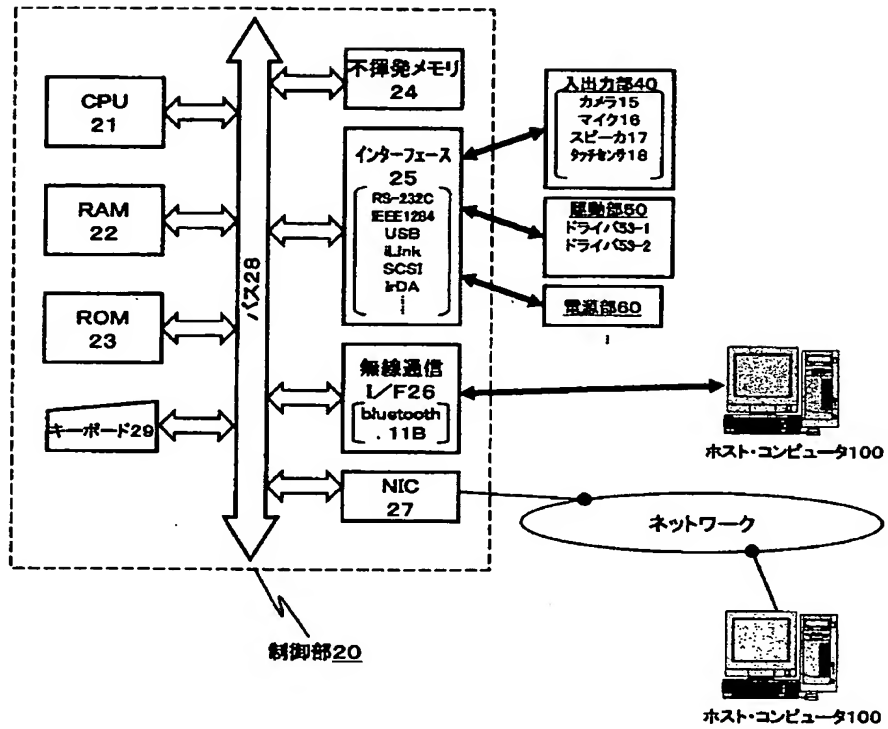 CPU
21
RAM
22
ROM
23
キーボード29
バス28
不揮発メモリ
24
インターフェース
25
RS-232C
IEEE1284
USB
iLink
SCSI
IrDA
無線通信
I/F26
bluetooth
.11B
NIC
27
入出力部40
カメラ15
マイク16
スピーカ17
タッチセンサ18
駆動部50
ドライバ53-1
ドライバ53-2
電源部60
ホスト・コンピュータ100
ネットワーク
ホスト・コンピュータ100
制御部20